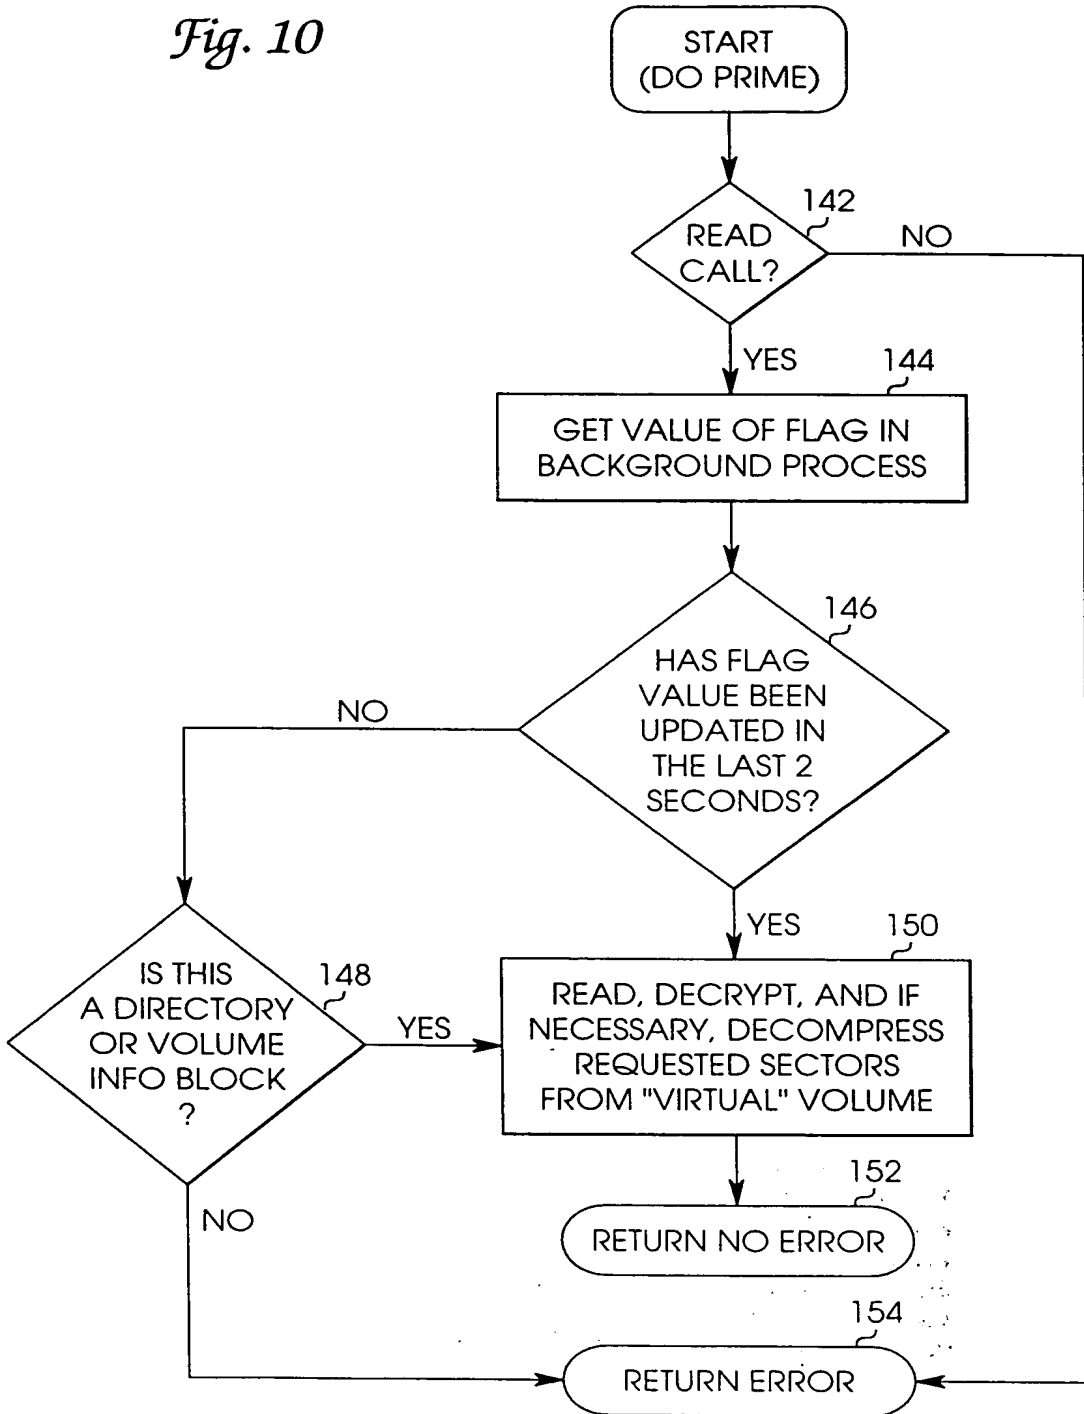 Fig. 10
START
(DO PRIME)
142
READ
CALL?
NO
YES
144
GET VALUE OF FLAG IN
BACKGROUND PROCESS
146
HAS FLAG
VALUE BEEN
UPDATED IN
THE LAST 2
SECONDS?
NO
YES
148
IS THIS
A DIRECTORY
OR VOLUME
INFO BLOCK
?
YES
150
READ, DECRYPT, AND IF
NECESSARY, DECOMPRESS
REQUESTED SECTORS
FROM "VIRTUAL" VOLUME
NO
152
RETURN NO ERROR
154
RETURN ERROR